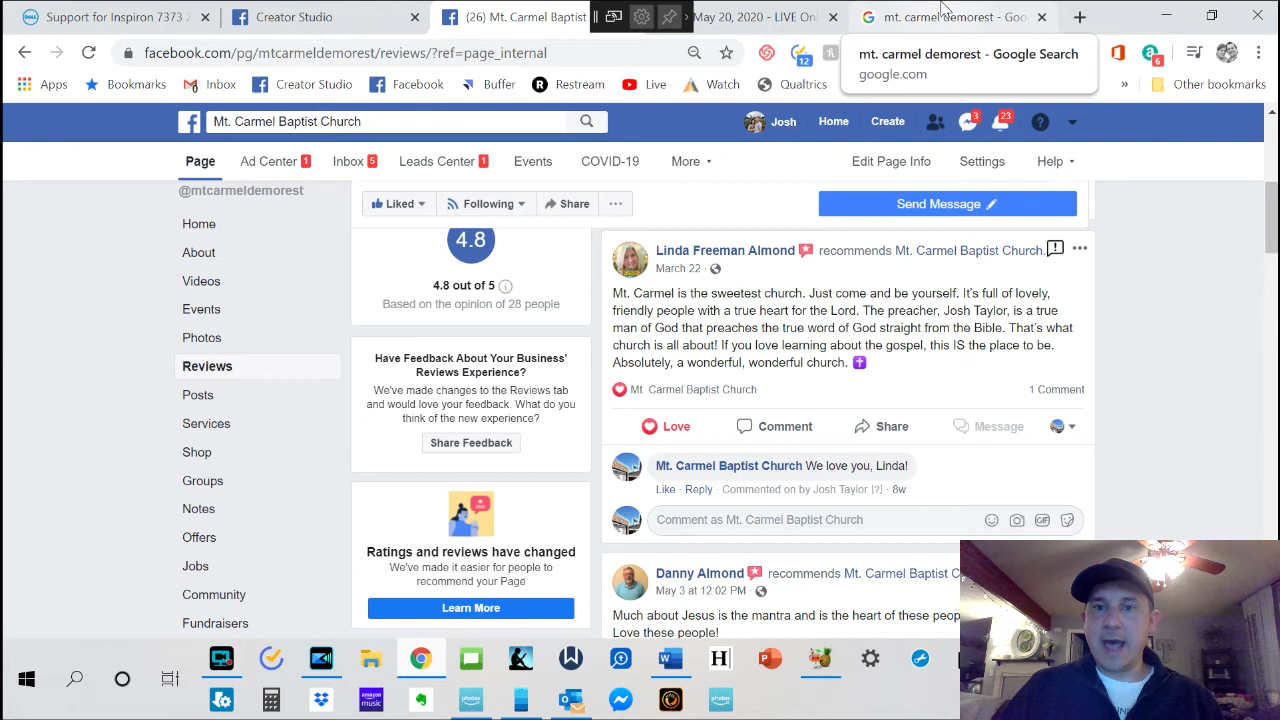 Support for Inspiron 7373 2
Creator Studio
(26) Mt. Carmel Baptist
May 20, 2020 - LIVE Onl
mt. carmel demorest - Goo
facebook.com/pg/mtcarmeldemorest/reviews/?ref=page_internal
12
6
mt. carmel demorest - Google Search
google.com
Apps
Bookmarks
Inbox
Creator Studio
Facebook
Buffer
Restream
Live
Watch
Qualtrics
»
Other bookmarks
Mt. Carmel Baptist Church
Josh
Home
Create
3
23
Page
Ad Center 1
Inbox 5
Leads Center 1
Events
COVID-19
More
Edit Page Info
Settings
Help
@mtcarmeldemorest
Liked
Following
Share
Send Message
Home
About
Videos
Events
Photos
Reviews
Posts
Services
Shop
Groups
Notes
Offers
Jobs
Community
Fundraisers
4.8
4.8 out of 5
Based on the opinion of 28 people
Have Feedback About Your Business'
Reviews Experience?
We've made changes to the Reviews tab
and would love your feedback. What do you
think of the new experience?
Share Feedback
Ratings and reviews have changed
We've made it easier for people to
recommend your Page
Learn More
Linda Freeman Almond recommends Mt. Carmel Baptist Church.
March 22
Mt. Carmel is the sweetest church. Just come and be yourself. It's full of lovely,
friendly people with a true heart for the Lord. The preacher, Josh Taylor, is a true
man of God that preaches the true word of God straight from the Bible. That's what
church is all about! If you love learning about the gospel, this IS the place to be.
Absolutely, a wonderful, wonderful church.
Mt. Carmel Baptist Church
1 Comment
Love
Comment
Share
Message
Mt. Carmel Baptist Church We love you, Linda!
Like · Reply · Commented on by Josh Taylor [?] · 8w
Comment as Mt. Carmel Baptist Church
GIF
Danny Almond recommends Mt. Carmel Baptist C
May 3 at 12:02 PM
Much about Jesus is the mantra and is the heart of these peop
Love these people!